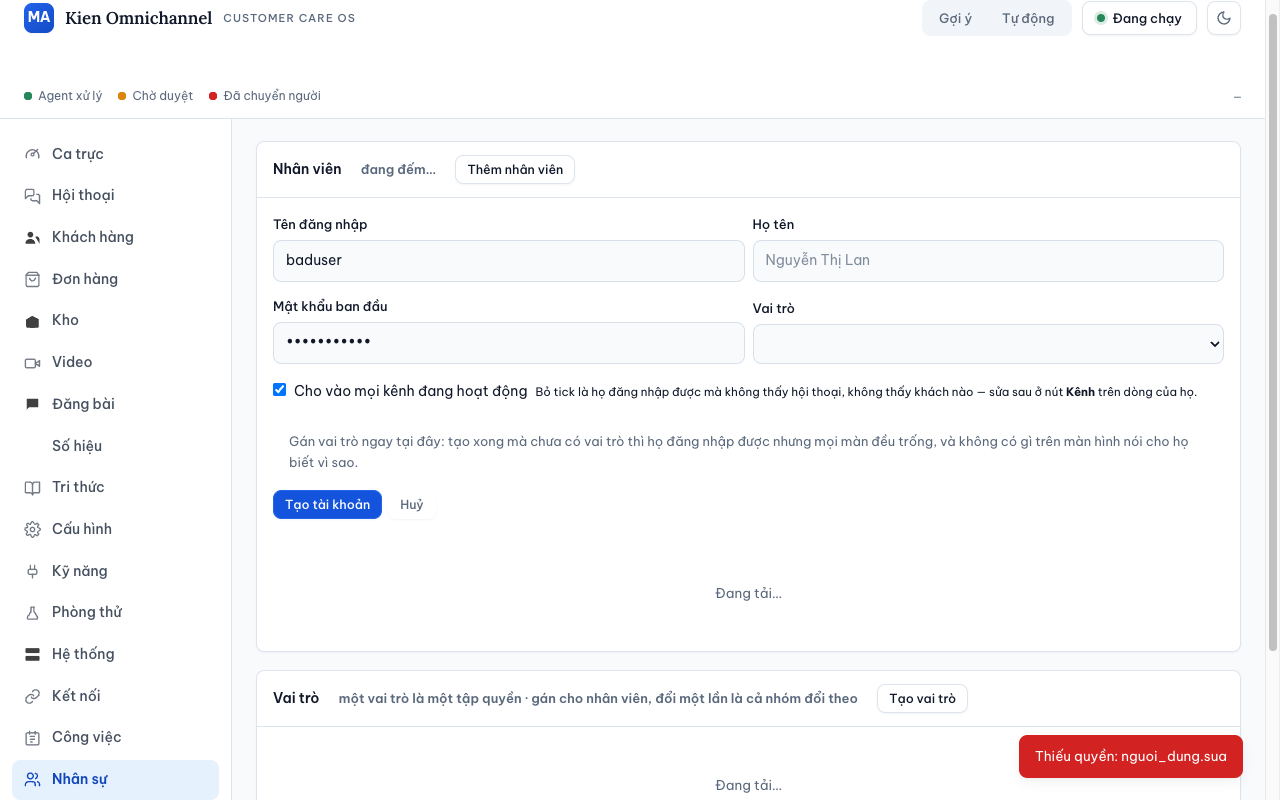 MA Kien Omnichannel CUSTOMER CARE OS
Gợi ý Tự động Đang chạy
Agent xử lý Chờ duyệt Đã chuyển người –
Ca trực
Hội thoại
Khách hàng
Đơn hàng
Kho
Video
Đăng bài
Số hiệu
Tri thức
Cấu hình
Kỹ năng
Phòng thử
Hệ thống
Kết nối
Công việc
Nhân sự
Nhân viên đang đếm… Thêm nhân viên
Tên đăng nhập Họ tên
baduser Nguyễn Thị Lan
Mật khẩu ban đầu Vai trò
•••••••••••
Cho vào mọi kênh đang hoạt động Bỏ tick là họ đăng nhập được mà không thấy hội thoại, không thấy khách nào — sửa sau ở nút Kênh trên dòng của họ.
Gán vai trò ngay tại đây: tạo xong mà chưa có vai trò thì họ đăng nhập được nhưng mọi màn đều trống, và không có gì trên màn hình nói cho họ
biết vì sao.
Tạo tài khoản Huỷ
Đang tải…
Vai trò một vai trò là một tập quyền · gán cho nhân viên, đổi một lần là cả nhóm đổi theo Tạo vai trò
Đang tải…
Thiếu quyền: nguoi_dung.sua